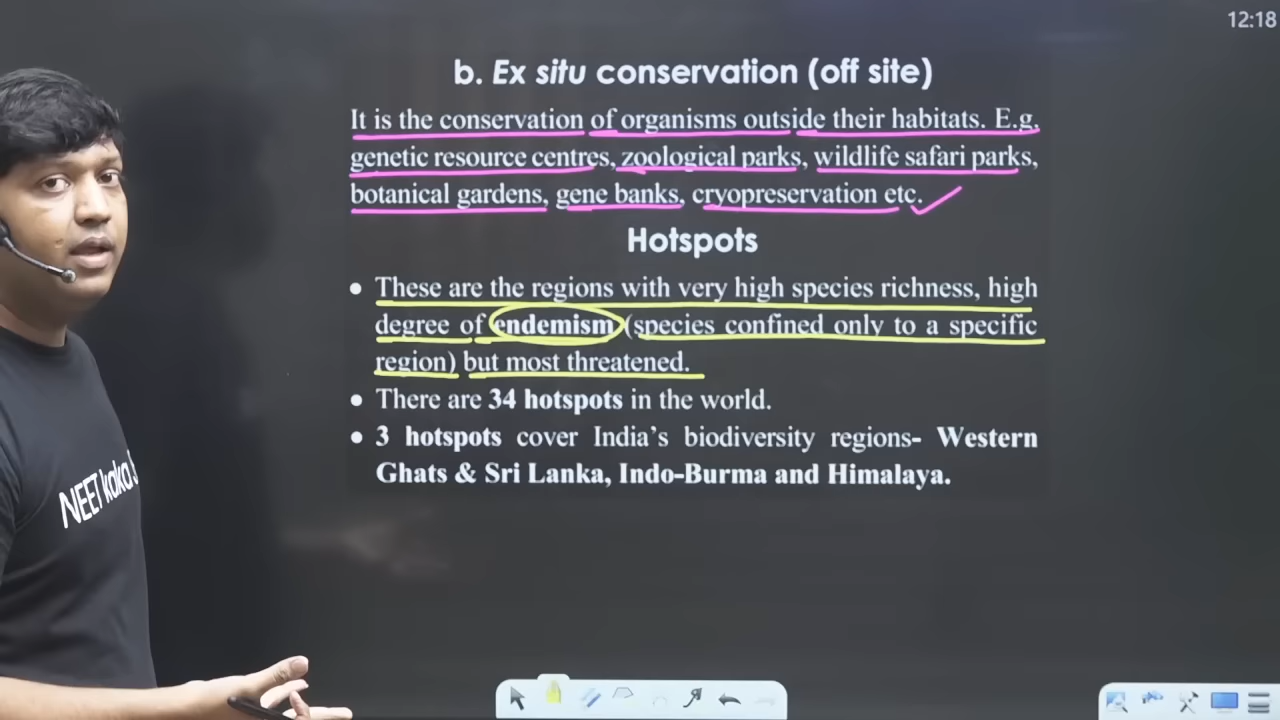 12:18
b. Ex situ conservation (off site)
It is the conservation of organisms outside their habitats. E.g.
genetic resource centres, zoological parks, wildlife safari parks,
botanical gardens, gene banks, cryopreservation etc.
Hotspots
• These are the regions with very high species richness, high
degree of endemism (species confined only to a specific
region) but most threatened.
• There are 34 hotspots in the world.
• 3 hotspots cover India's biodiversity regions- Western
Ghats & Sri Lanka, Indo-Burma and Himalaya.
NEET kaka